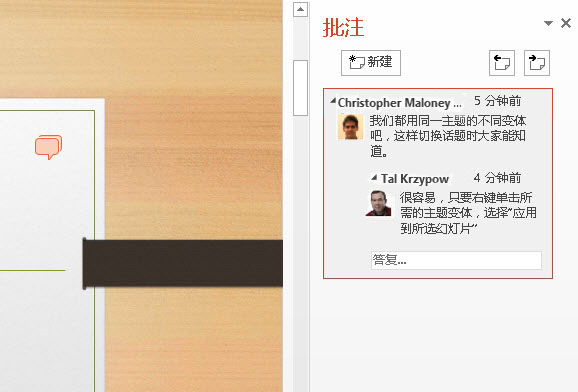 批注
新建
Christopher Maloney ... 5 分钟前
我们都用同一主题的不同变体
吧，这样切换话题时大家能知
道。
Tal Krzypow 4 分钟前
很容易，只要右键单击所
需的主题变体，选择“应用
到所选幻灯片”
答复...